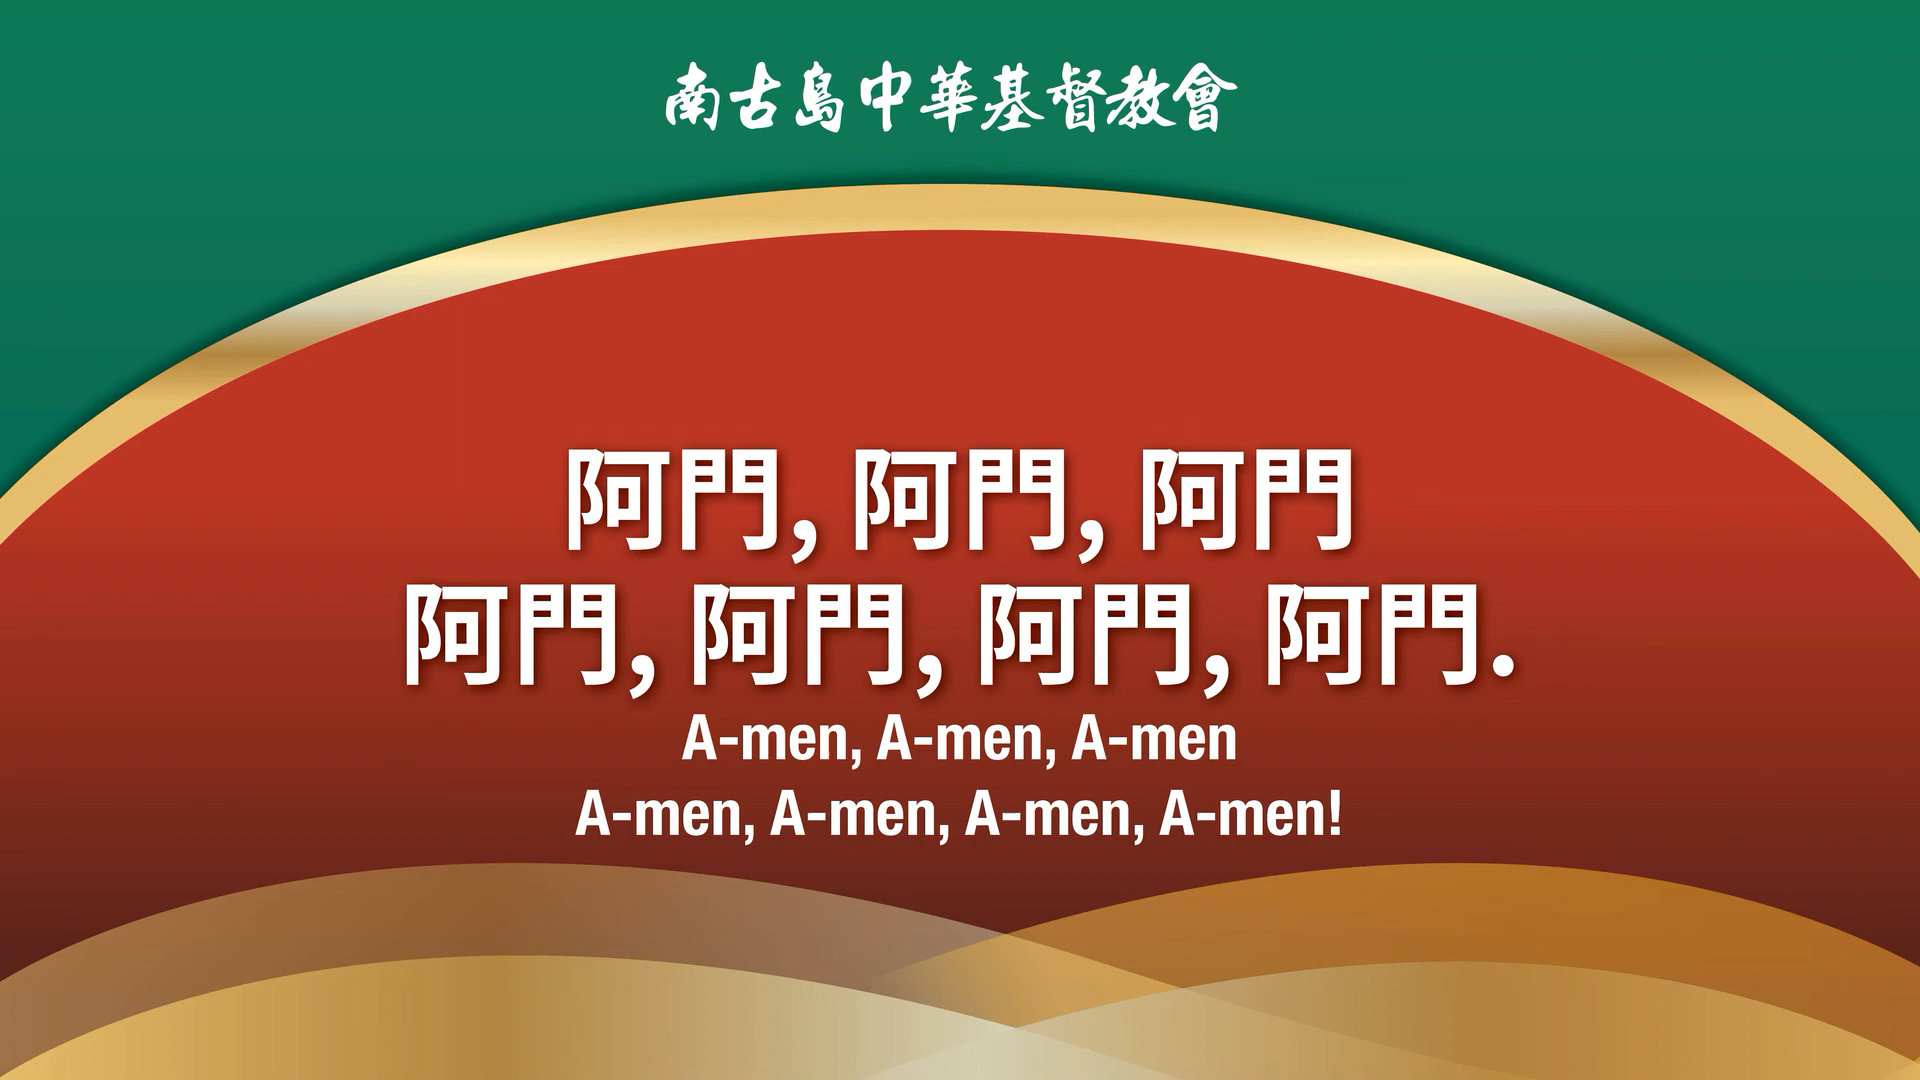 南古島中華基督教會
阿門, 阿門, 阿門
阿門, 阿門, 阿門, 阿門.
A-men, A-men, A-men
A-men, A-men, A-men, A-men!